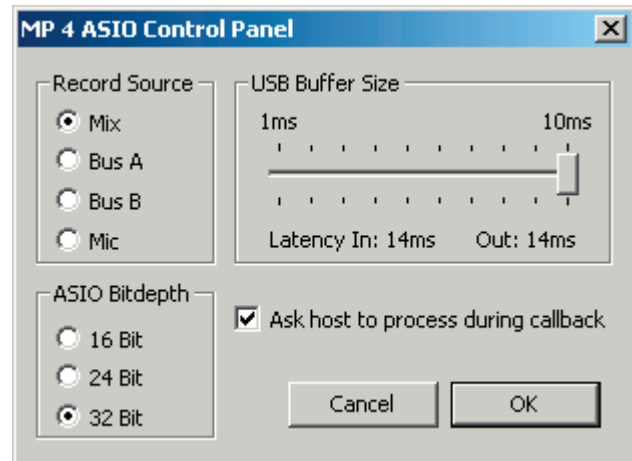 MP 4 ASIO Control Panel
Record Source
Mix
Bus A
Bus B
Mic
USB Buffer Size
1ms 10ms
Latency In: 14ms Out: 14ms
ASIO Bitdepth
16 Bit
24 Bit
32 Bit
Ask host to process during callback
Cancel OK